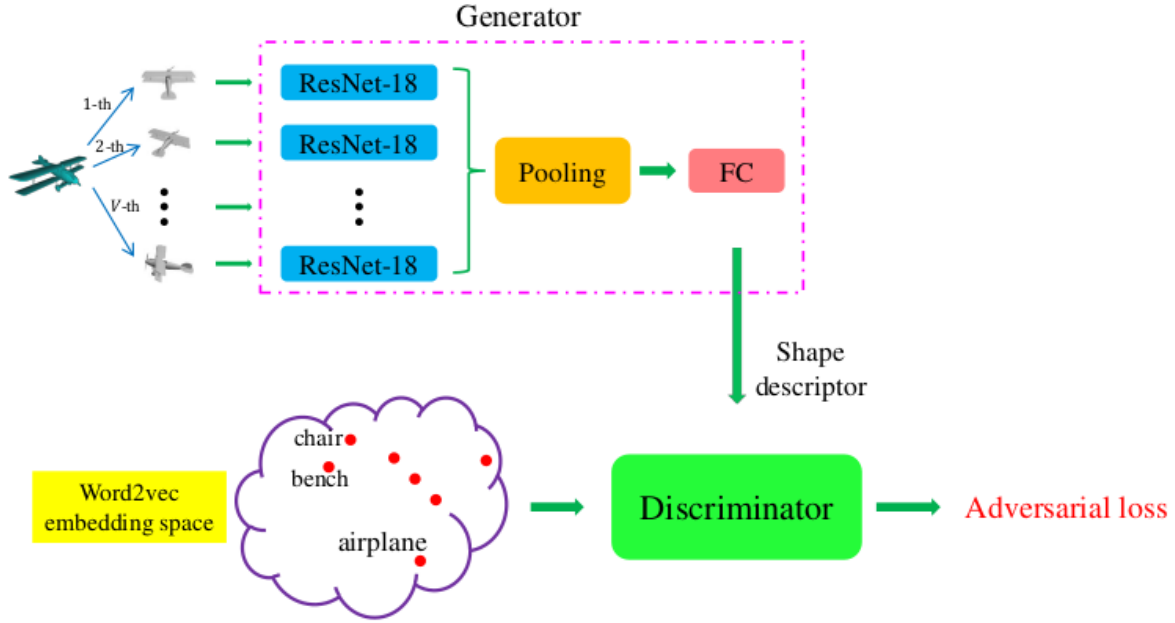 Generator
1-th
ResNet-18
2-th
ResNet-18
Pooling
FC
V-th
ResNet-18
Shape
descriptor
chair
bench
Word2vec
embedding space
airplane
Discriminator
Adversarial loss